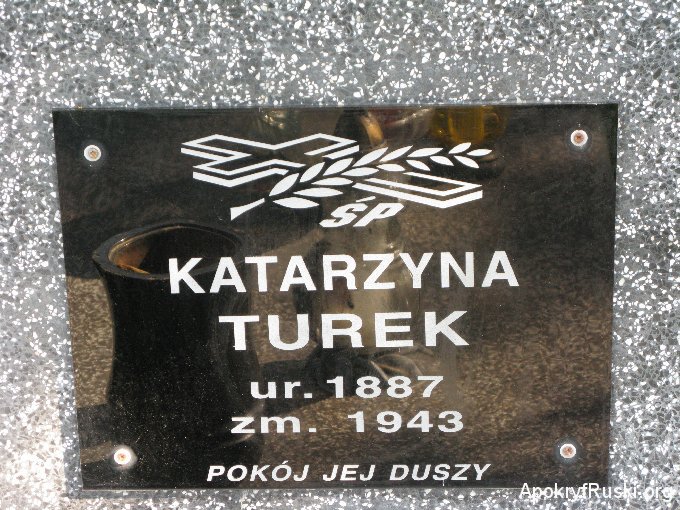 ŚP
KATARZYNA
TUREK
ur. 1887
zm. 1943
POKÓJ JEJ DUSZY
ApokryfRuski.org